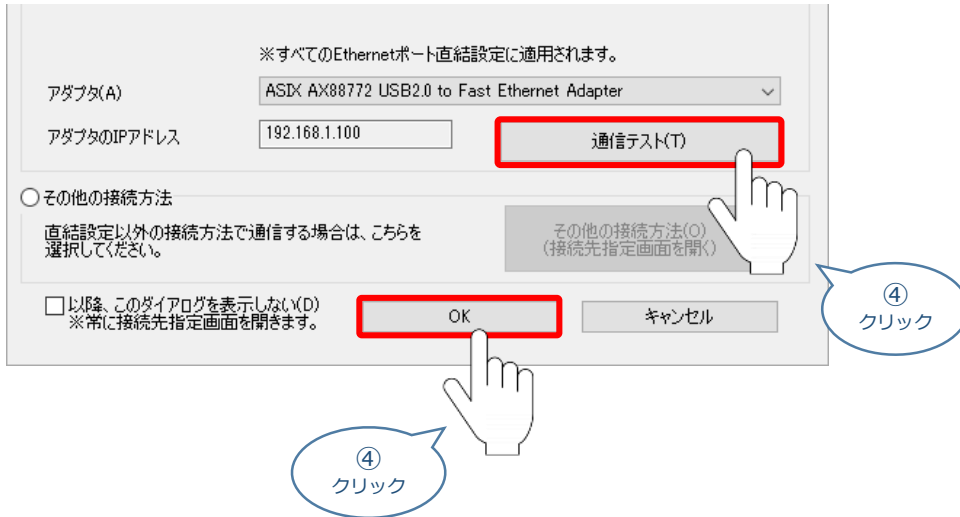 ※すべてのEthernetポート直結設定に適用されます。
アダプタ(A)
ASIX AX88772 USB2.0 to Fast Ethernet Adapter
アダプタのIPアドレス
192.168.1.100
通信テスト(T)
その他の接続方法
直結設定以外の接続方法で通信する場合は、こちらを
選択してください。
その他の接続方法(O)
(接続先指定画面を開く)
以降、このダイアログを表示しない(D)
※常に接続先指定画面を開きます。
OK
キャンセル
④
クリック
④
クリック